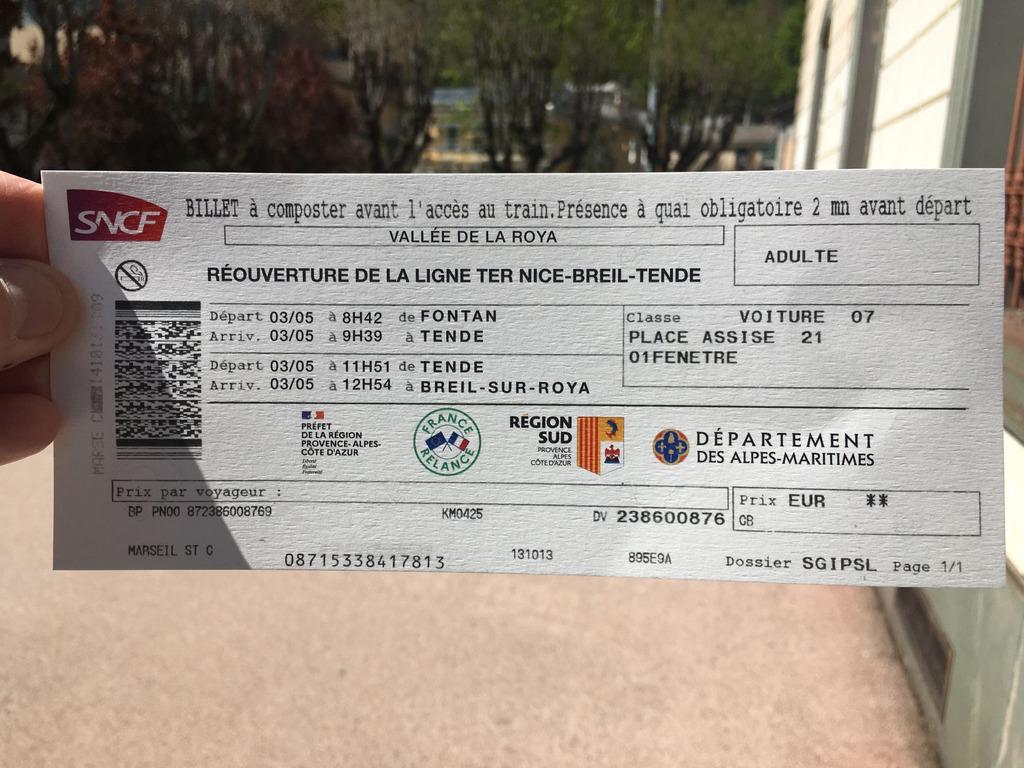 SNCF
BILLET à composter avant l'accès au train.Présence à quai obligatoire 2 mn avant départ
VALLÉE DE LA ROYA
ADULTE
RÉOUVERTURE DE LA LIGNE TER NICE-BREIL-TENDE
Départ 03/05 à 8H42 de FONTAN
Arriv. 03/05 à 9H39 à TENDE
Départ 03/05 à 11H51 de TENDE
Arriv. 03/05 à 12H54 à BREIL-SUR-ROYA
Classe VOITURE 07
PLACE ASSISE 21
01FENETRE
PRÉFET
DE LA RÉGION
PROVENCE-ALPES-
CÔTE D'AZUR
Liberté
Égalité
Fraternité
FRANCE
RELANCE
RÉGION
SUD
PROVENCE
ALPES
CÔTE D'AZUR
DÉPARTEMENT
DES ALPES-MARITIMES
Prix par voyageur :
Prix EUR **
CB
BP PN00 872386008769
KM0425
DV 238600876
MARSEIL ST C
08715338417813
131013
895E9A
Dossier SGIPSL Page 1/1